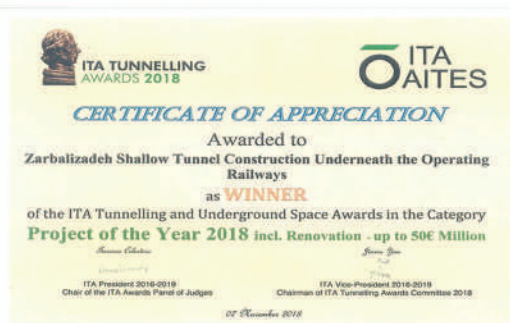 ITA TUNNELLING
AWARDS 2018
ITA
AITES
CERTIFICATE OF APPRECIATION
Awarded to
Zarbalizadeh Shallow Tunnel Construction Underneath the Operating
Railways
as WINNER
of the ITA Tunnelling and Underground Space Awards in the Category
Project of the Year 2018 incl. Renovation - up to 50€ Million
ITA President 2016-2019
Chair of the ITA Awards Panel of Judges
ITA Vice-President 2016-2019
Chairman of ITA Tunnelling Awards Committee 2018
07 November 2018